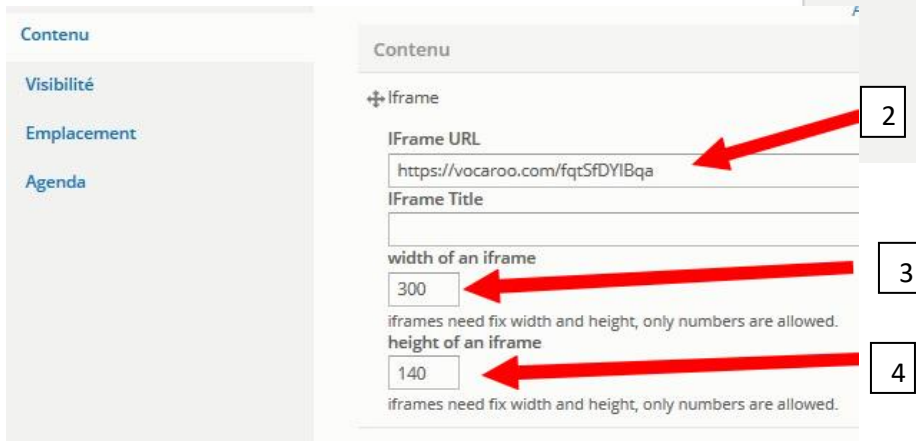 Contenu
Visibilité
Emplacement
Agenda
Contenu
Iframe
IFrame URL
https://vocaroo.com/fqtSfDYIBqa
IFrame Title
width of an iframe
300
iframes need fix width and height, only numbers are allowed.
height of an iframe
140
iframes need fix width and height, only numbers are allowed.
2
3
4